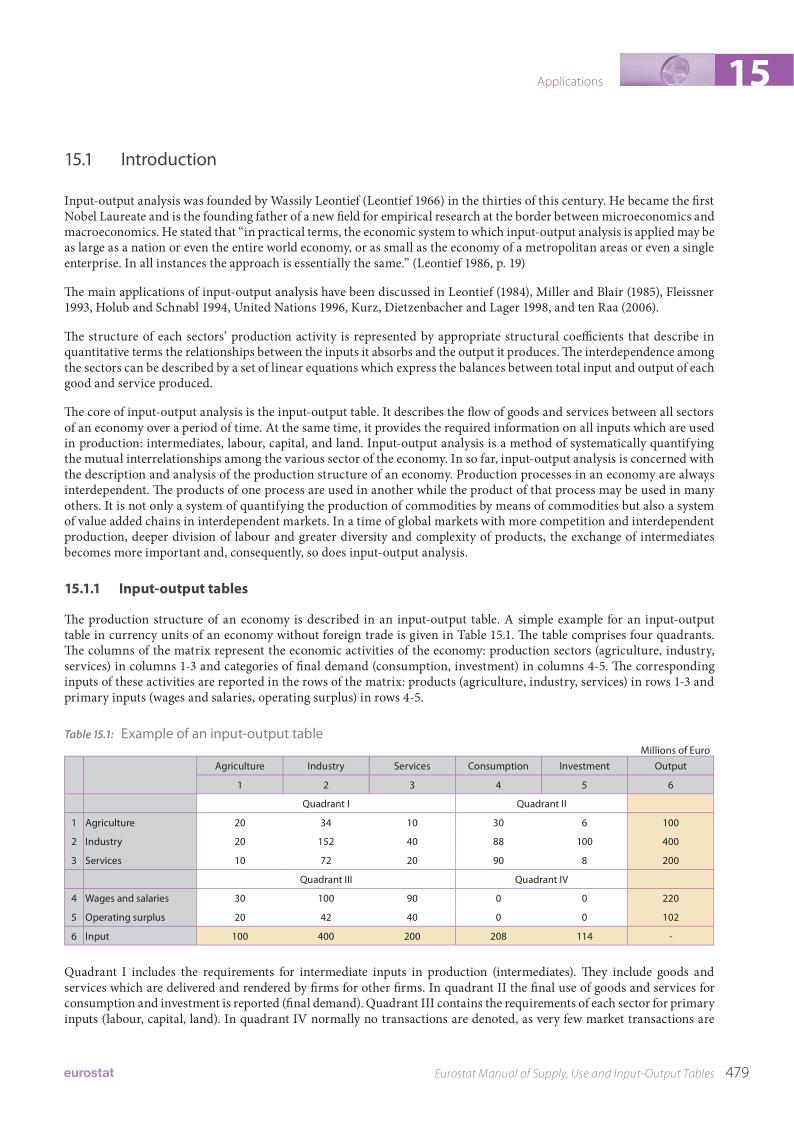 Applications 15
15.1 Introduction
Input-output analysis was founded by Wassily Leontief (Leontief 1966) in the thirties of this century. He became the first
Nobel Laureate and is the founding father of a new field for empirical research at the border between microeconomics and
macroeconomics. He stated that “in practical terms, the economic system to which input-output analysis is applied may be
as large as a nation or even the entire world economy, or as small as the economy of a metropolitan areas or even a single
enterprise. In all instances the approach is essentially the same.” (Leontief 1986, p. 19)
The main applications of input-output analysis have been discussed in Leontief (1984), Miller and Blair (1985), Fleissner
1993, Holub and Schnabl 1994, United Nations 1996, Kurz, Dietzenbacher and Lager 1998, and ten Raa (2006).
The structure of each sectors’ production activity is represented by appropriate structural coefficients that describe in
quantitative terms the relationships between the inputs it absorbs and the output it produces. The interdependence among
the sectors can be described by a set of linear equations which express the balances between total input and output of each
good and service produced.
The core of input-output analysis is the input-output table. It describes the flow of goods and services between all sectors
of an economy over a period of time. At the same time, it provides the required information on all inputs which are used
in production: intermediates, labour, capital, and land. Input-output analysis is a method of systematically quantifying
the mutual interrelationships among the various sector of the economy. In so far, input-output analysis is concerned with
the description and analysis of the production structure of an economy. Production processes in an economy are always
interdependent. The products of one process are used in another while the product of that process may be used in many
others. It is not only a system of quantifying the production of commodities by means of commodities but also a system
of value added chains in interdependent markets. In a time of global markets with more competition and interdependent
production, deeper division of labour and greater diversity and complexity of products, the exchange of intermediates
becomes more important and, consequently, so does input-output analysis.
15.1.1 Input-output tables
The production structure of an economy is described in an input-output table. A simple example for an input-output
table in currency units of an economy without foreign trade is given in Table 15.1. The table comprises four quadrants.
The columns of the matrix represent the economic activities of the economy: production sectors (agriculture, industry,
services) in columns 1-3 and categories of final demand (consumption, investment) in columns 4-5. The corresponding
inputs of these activities are reported in the rows of the matrix: products (agriculture, industry, services) in rows 1-3 and
primary inputs (wages and salaries, operating surplus) in rows 4-5.
Table 15.1: Example of an input-output table
Millions of Euro
Agriculture Industry Services Consumption Investment Output
1 2 3 4 5 6
Quadrant I Quadrant II
1 Agriculture 20 34 10 30 6 100
2 Industry 20 152 40 88 100 400
3 Services 10 72 20 90 8 200
Quadrant III Quadrant IV
4 Wages and salaries 30 100 90 0 0 220
5 Operating surplus 20 42 40 0 0 102
6 Input 100 400 200 208 114 -
Quadrant I includes the requirements for intermediate inputs in production (intermediates). They include goods and
services which are delivered and rendered by firms for other firms. In quadrant II the final use of goods and services for
consumption and investment is reported (final demand). Quadrant III contains the requirements of each sector for primary
inputs (labour, capital, land). In quadrant IV normally no transactions are denoted, as very few market transactions are
eurostat Eurostat Manual of Supply, Use and Input-Output Tables 479